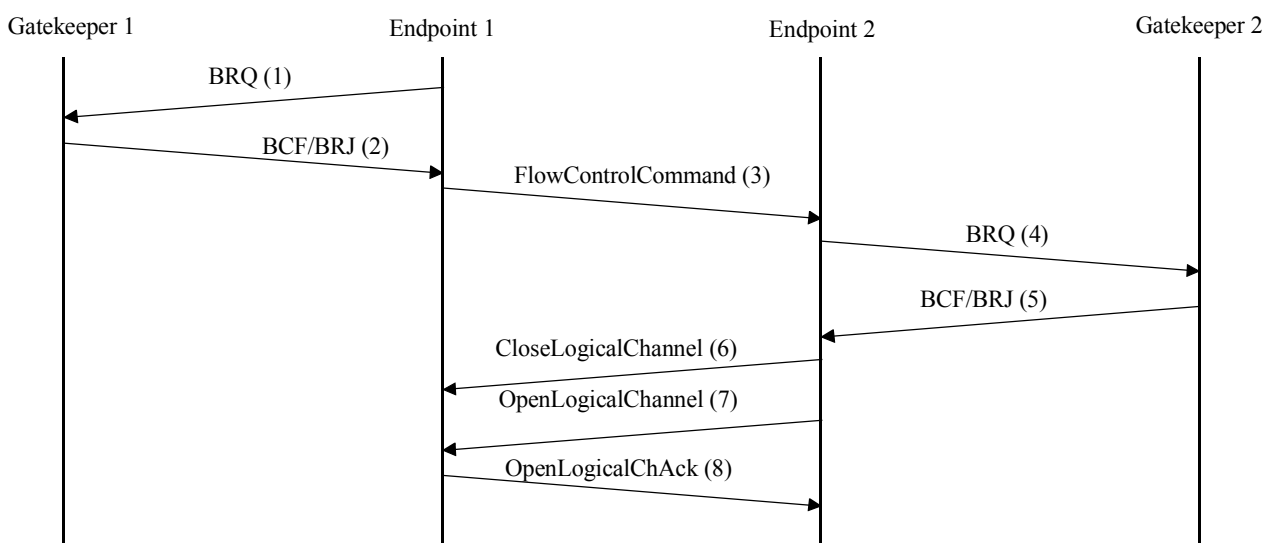 Gatekeeper 1
Endpoint 1
Endpoint 2
Gatekeeper 2
BRQ (1)
BCF/BRJ (2)
FlowControlCommand (3)
BRQ (4)
BCF/BRJ (5)
CloseLogicalChannel (6)
OpenLogicalChannel (7)
OpenLogicalChAck (8)